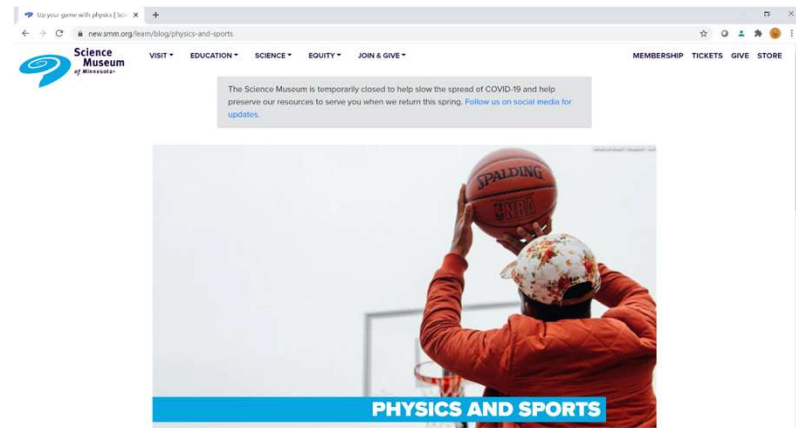 Up your game with physics | Scie
new.smm.org/learn/blog/physics-and-sports
Science
Museum
of Minnesota
VISIT EDUCATION SCIENCE EQUITY JOIN & GIVE
MEMBERSHIP TICKETS GIVE STORE
The Science Museum is temporarily closed to help slow the spread of COVID-19 and help
preserve our resources to serve you when we return this spring. Follow us on social media for
updates.
SPALDING
NBA
PHYSICS AND SPORTS